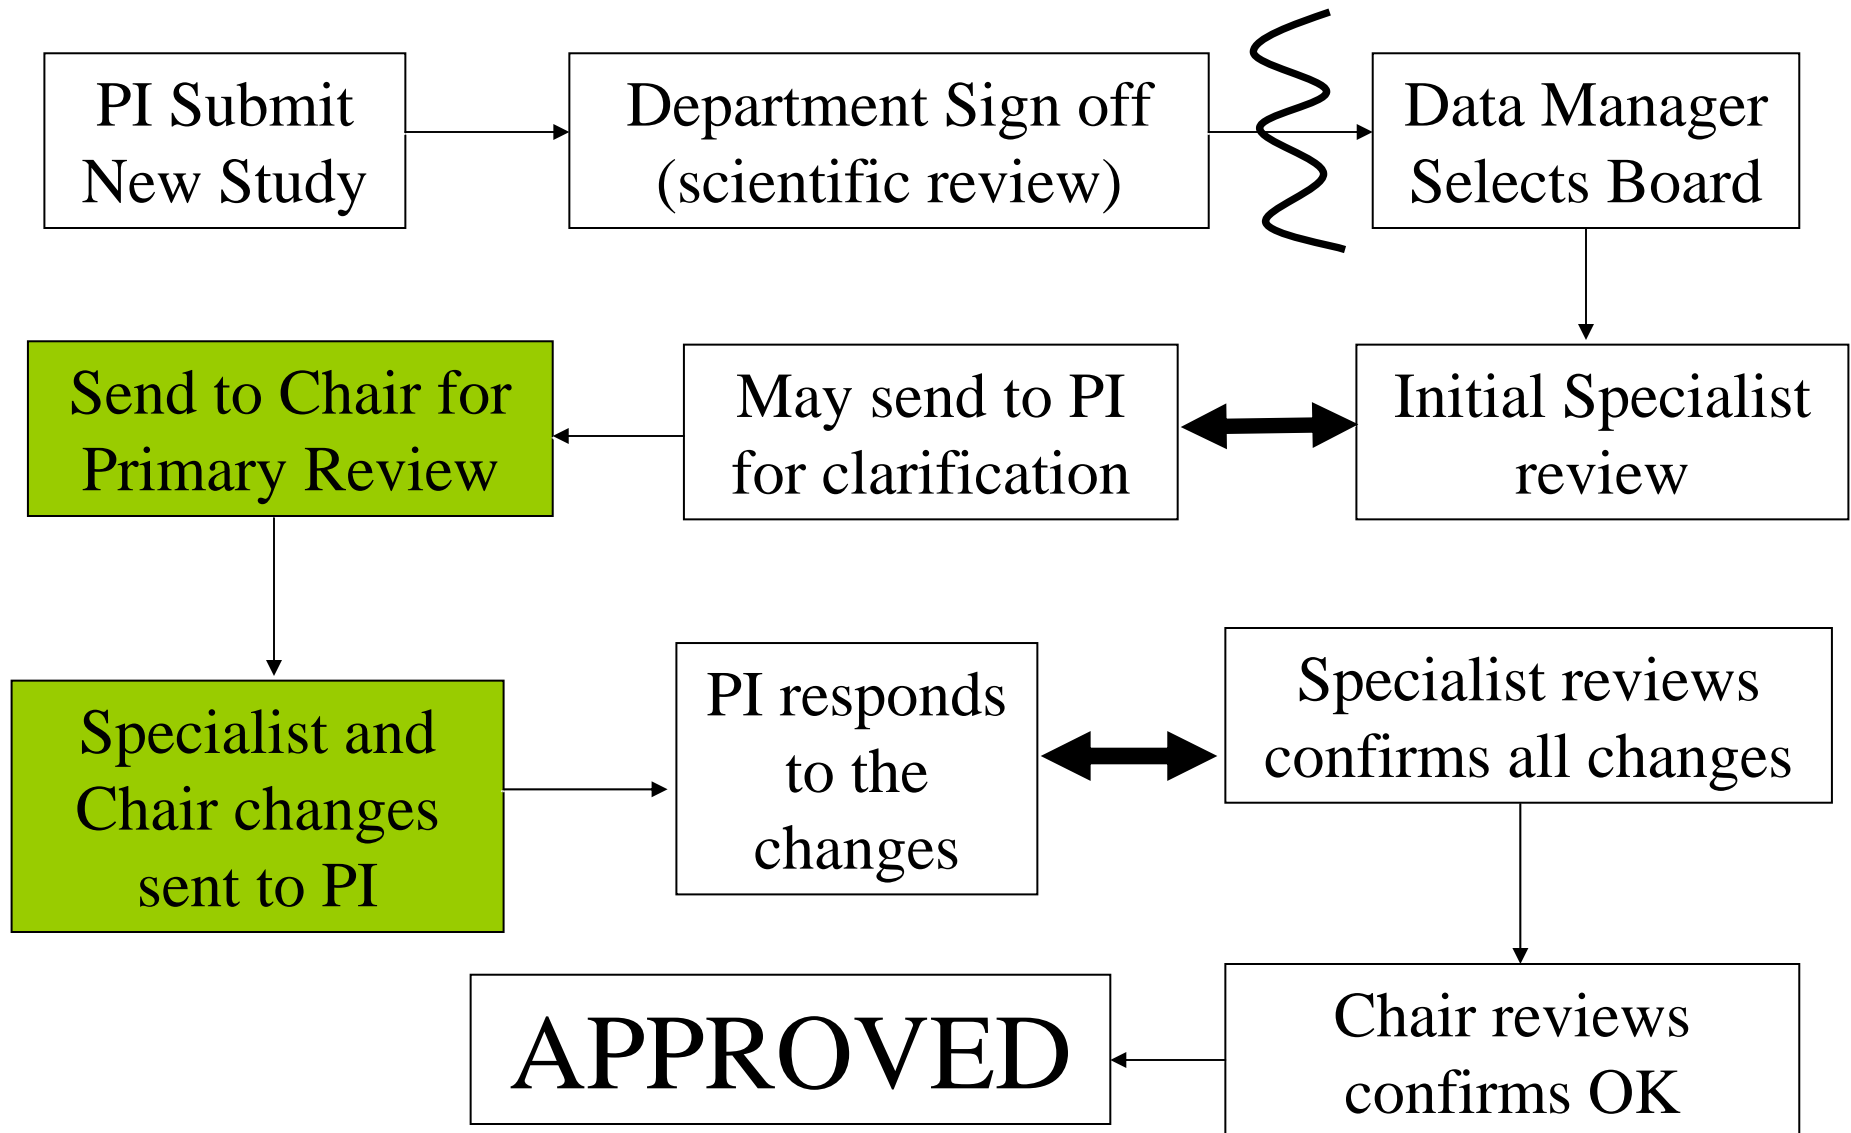 PI Submit
New Study
Department Sign off
(scientific review)
Data Manager
Selects Board
Send to Chair for
Primary Review
May send to PI
for clarification
Initial Specialist
review
Specialist and
Chair changes
sent to PI
PI responds
to the
changes
Specialist reviews
confirms all changes
APPROVED
Chair reviews
confirms OK